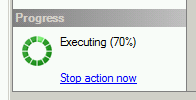 Progress
Executing (70%)
Stop action now